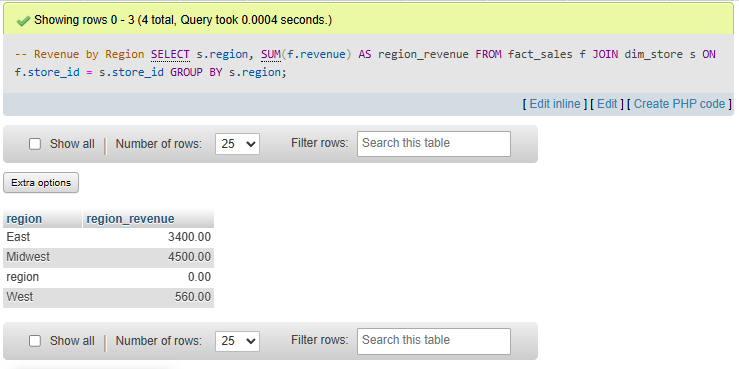 Showing rows 0 - 3 (4 total, Query took 0.0004 seconds.)
-- Revenue by Region SELECT s.region, SUM(f.revenue) AS region_revenue FROM fact_sales f JOIN dim_store s ON
f.store_id = s.store_id GROUP BY s.region;
[ Edit inline ] [ Edit ] [ Create PHP code ]
Show all Number of rows: 25 Filter rows: Search this table
Extra options
region region_revenue
East 3400.00
Midwest 4500.00
region 0.00
West 560.00
Show all Number of rows: 25 Filter rows: Search this table